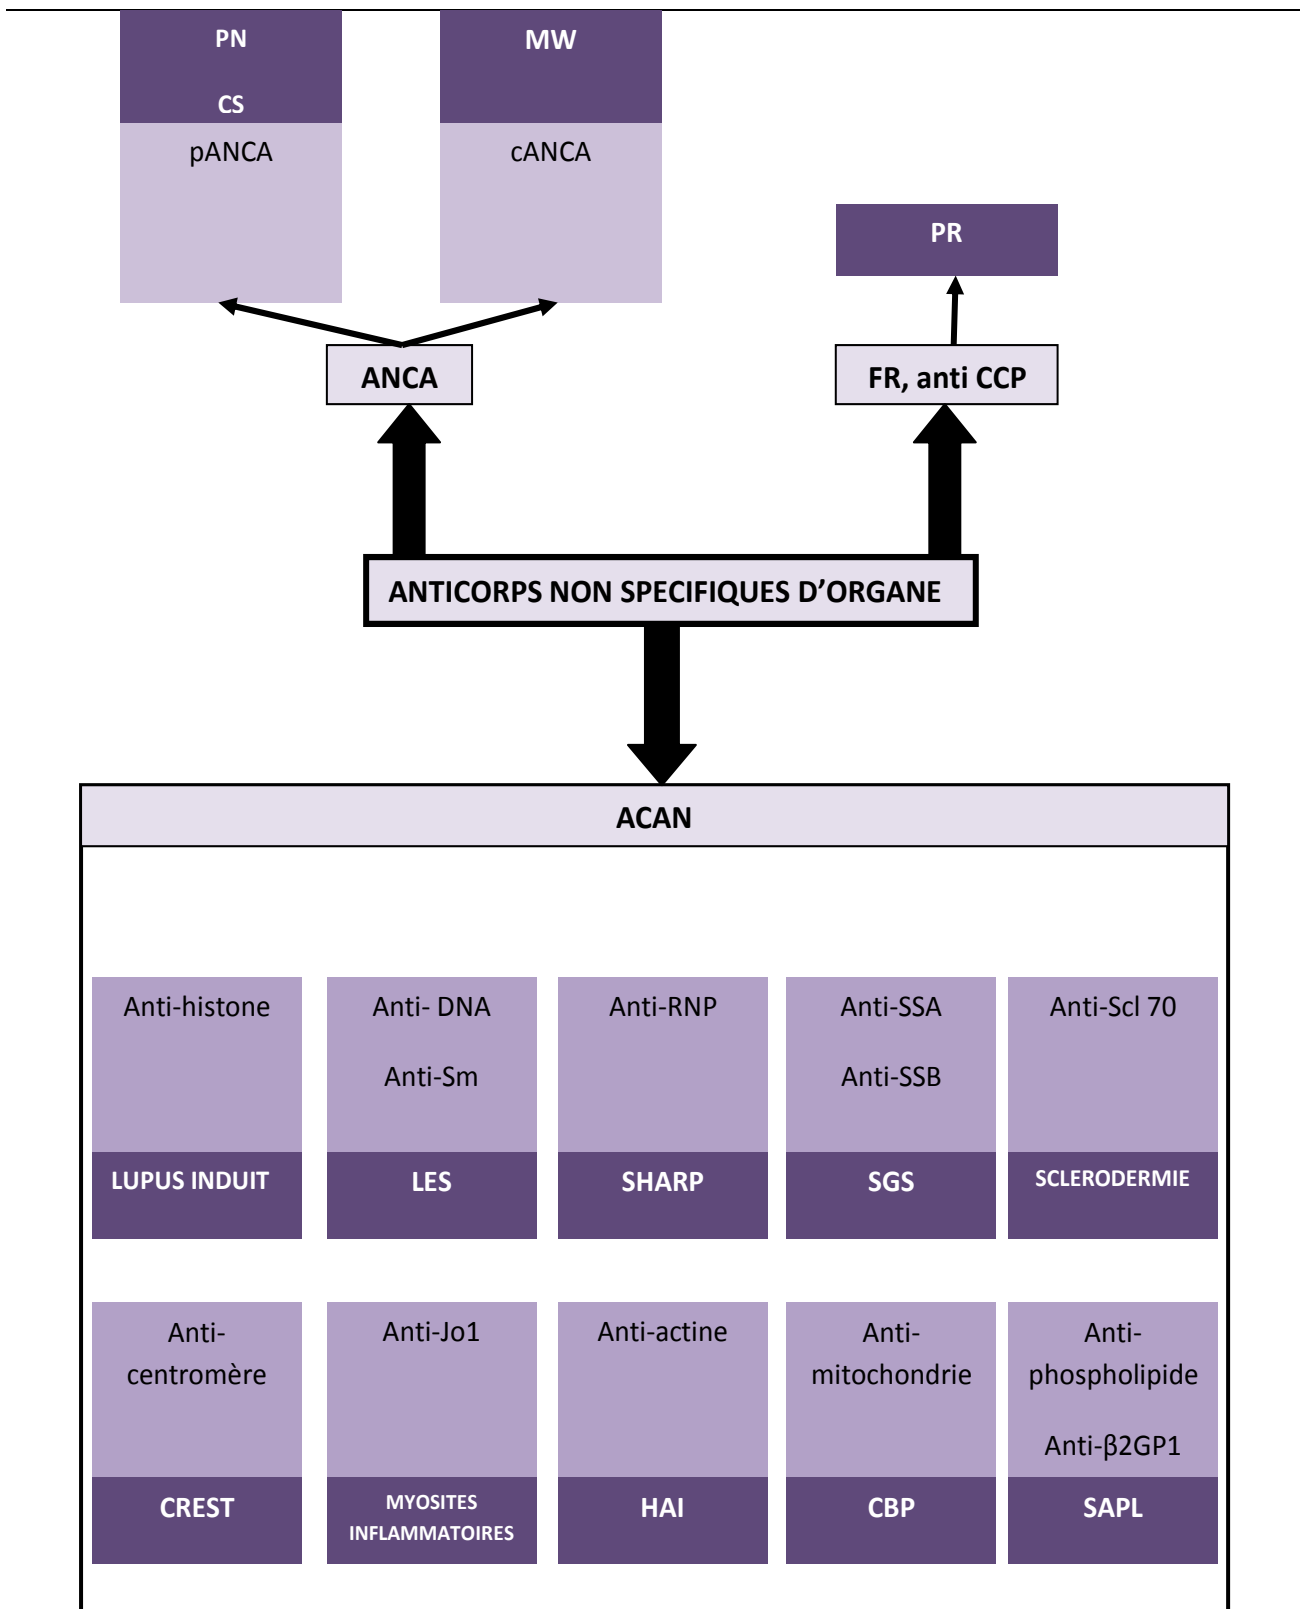 PN
CS
pANCA
MW
cANCA
PR
ANCA
FR, anti CCP
ANTICORPS NON SPECIFIQUES D’ORGANE
ACAN
Anti-histone
LUPUS INDUIT
Anti- DNA
Anti-Sm
LES
Anti-RNP
SHARP
Anti-SSA
Anti-SSB
SGS
Anti-Scl 70
SCLERODERMIE
Anti-
centromère
CREST
Anti-Jo1
MYOSITES
INFLAMMATOIRES
Anti-actine
HAI
Anti-
mitochondrie
CBP
Anti-
phospholipide
Anti-β2GP1
SAPL